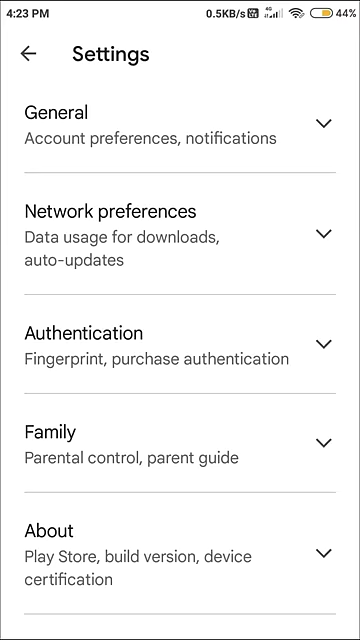 4:23 PM 0.5KB/s 4G 44%
Settings
General
Account preferences, notifications
Network preferences
Data usage for downloads,
auto-updates
Authentication
Fingerprint, purchase authentication
Family
Parental control, parent guide
About
Play Store, build version, device
certification